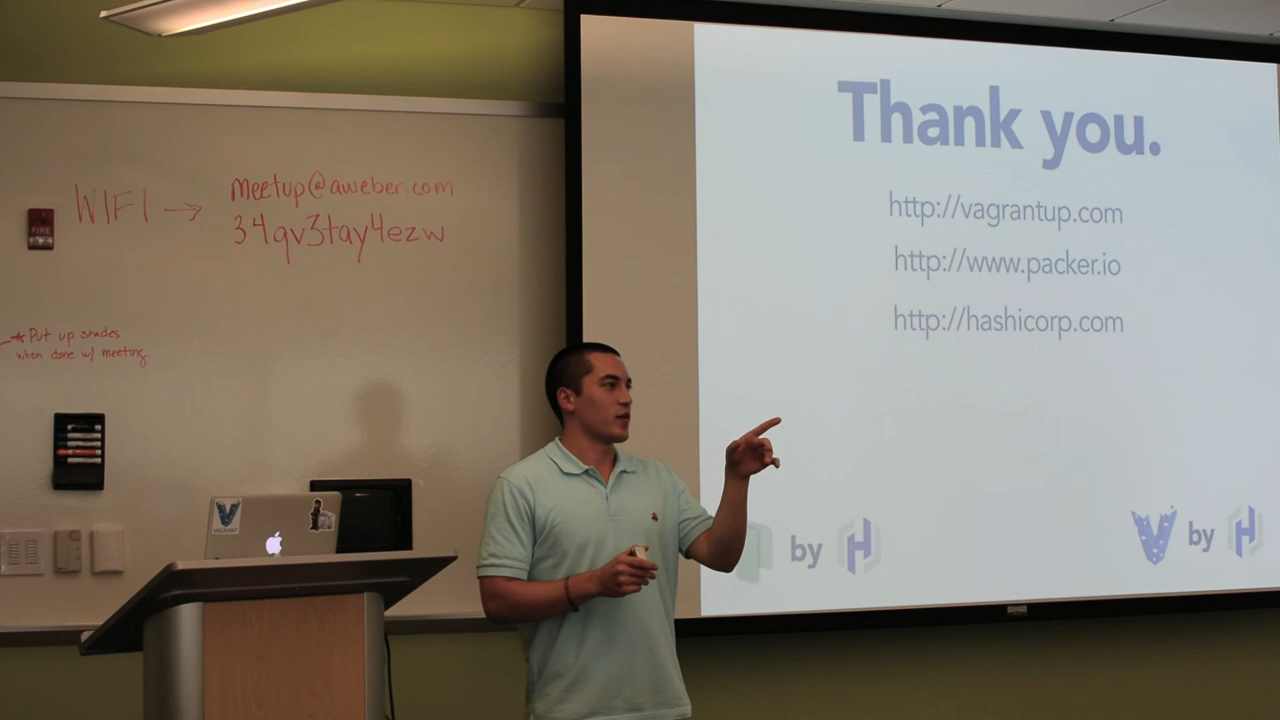 WIFI → meetup@aweber.com
34qv3tay4ezw
FIRE
* Put up shades
when done w/ meeting.
VAGRANT
Thank you.
http://vagrantup.com
http://www.packer.io
http://hashicorp.com
by H
V by H